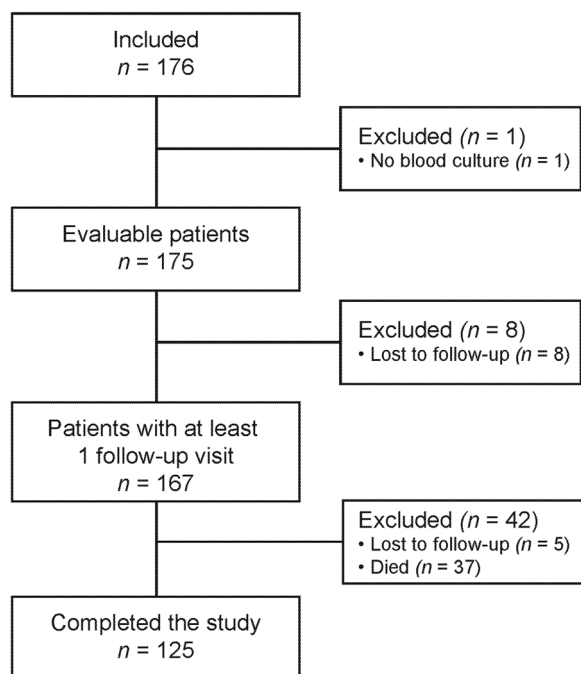 Included
n = 176
Excluded (n = 1)
• No blood culture (n = 1)
Evaluable patients
n = 175
Excluded (n = 8)
• Lost to follow-up (n = 8)
Patients with at least
1 follow-up visit
n = 167
Excluded (n = 42)
• Lost to follow-up (n = 5)
• Died (n = 37)
Completed the study
n = 125